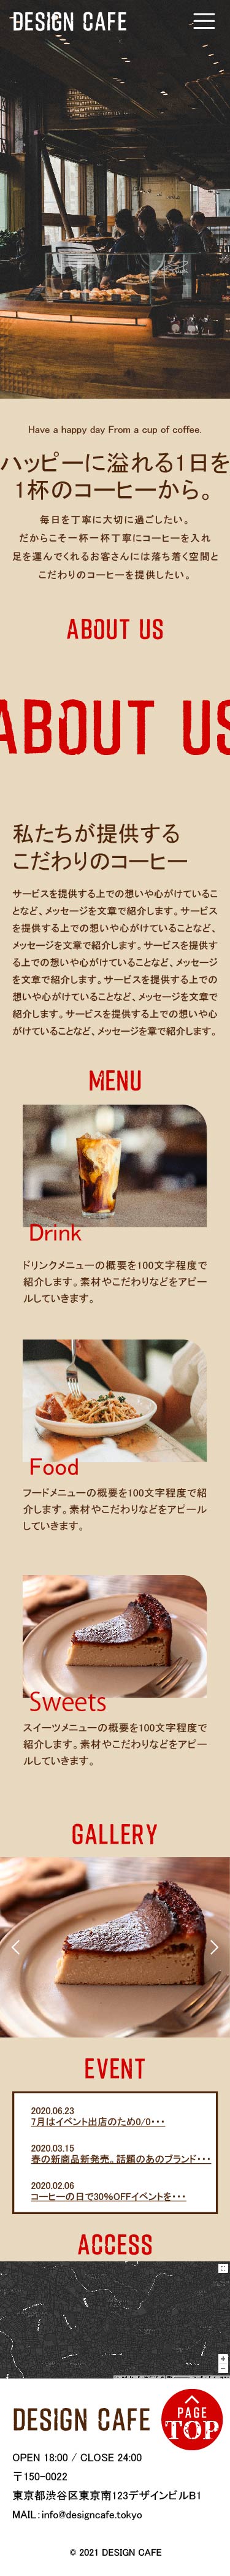 DESIGN CAFE
Have a happy day From a cup of coffee.
ハッピーに溢れる1日を
1杯のコーヒーから。
毎日を丁寧に大切に過ごしたい。
だからこそ一杯一杯丁寧にコーヒーを入れ
足を運んでくれるお客さんには落ち着く空間と
こだわりのコーヒーを提供したい。
ABOUT US
ABOUT US
私たちが提供する
こだわりのコーヒー
サービスを提供する上での想いや心がけているこ
となど、メッセージを文章で紹介します。サービス
を提供する上での想いや心がけていることなど、
メッセージを文章で紹介します。サービスを提供す
る上での想いや心がけていることなど、メッセージ
を文章で紹介します。サービスを提供する上での
想いや心がけていることなど、メッセージを文章で
紹介します。サービスを提供する上での想いや心
がけていることなど、メッセージを章で紹介します。
MENU
Drink
ドリンクメニューの概要を100文字程度で
紹介します。素材やこだわりなどをアピー
ルしていきます。
Food
フードメニューの概要を100文字程度で紹
介します。素材やこだわりなどをアピール
していきます。
Sweets
スイーツメニューの概要を100文字程度で
紹介します。素材やこだわりなどをアピー
ルしていきます。
GALLERY
EVENT
2020.06.23
7月はイベント出店のため0/0・・・
2020.03.15
春の新商品新発売。話題のあのブランド・・・
2020.02.06
コーヒーの日で30%OFFイベントを・・・
ACCESS
DESIGN CAFE
PAGE
TOP
OPEN 18:00 / CLOSE 24:00
〒150-0022
東京都渋谷区東京南123デザインビルB1
MAIL：info@designcafe.tokyo
© 2021 DESIGN CAFE